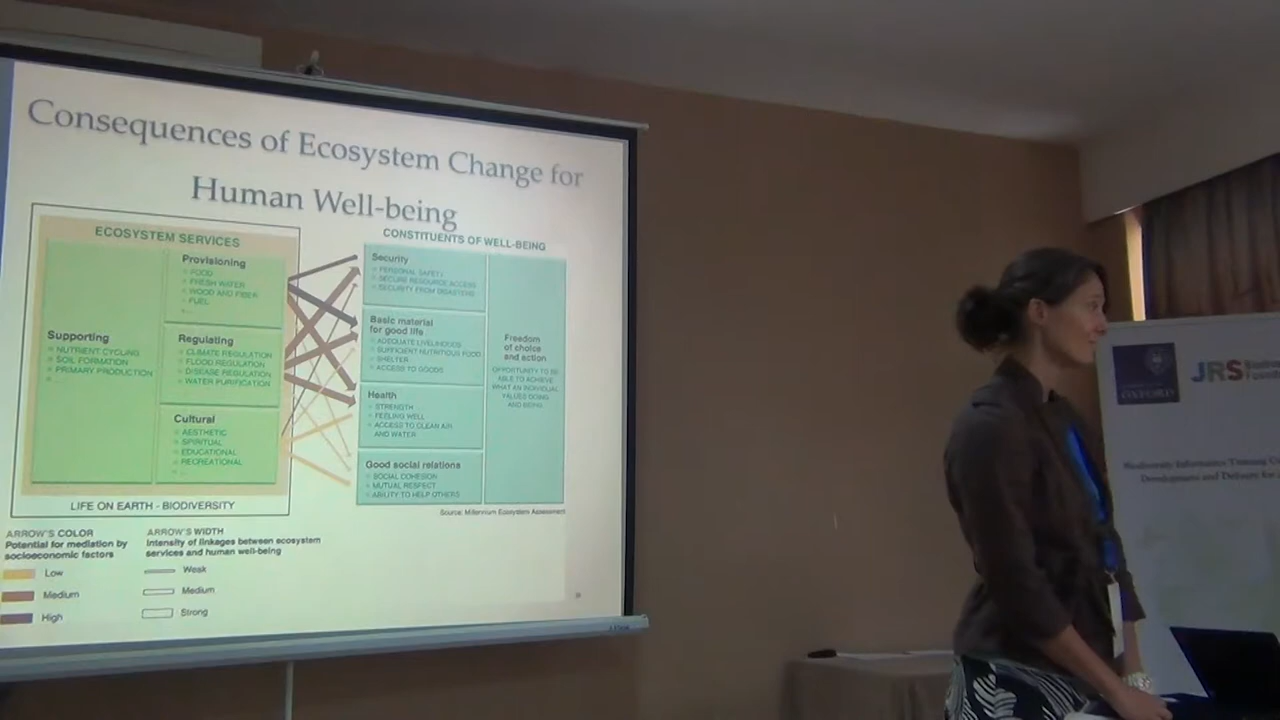 Consequences of Ecosystem Change for
Human Well-being
ECOSYSTEM SERVICES
Supporting
NUTRIENT CYCLING
SOIL FORMATION
PRIMARY PRODUCTION
...
Provisioning
FOOD
FRESH WATER
WOOD AND FIBER
FUEL
...
Regulating
CLIMATE REGULATION
FLOOD REGULATION
DISEASE REGULATION
WATER PURIFICATION
...
Cultural
AESTHETIC
SPIRITUAL
EDUCATIONAL
RECREATIONAL
...
LIFE ON EARTH - BIODIVERSITY
CONSTITUENTS OF WELL-BEING
Security
PERSONAL SAFETY
SECURE RESOURCE ACCESS
SECURITY FROM DISASTERS
Basic material
for good life
ADEQUATE LIVELIHOODS
SUFFICIENT NUTRITIOUS FOOD
SHELTER
ACCESS TO GOODS
Health
STRENGTH
FEELING WELL
ACCESS TO CLEAN AIR
AND WATER
Good social relations
SOCIAL COHESION
MUTUAL RESPECT
ABILITY TO HELP OTHERS
Freedom
of choice
and action
OPPORTUNITY TO BE
ABLE TO ACHIEVE
WHAT AN INDIVIDUAL
VALUES DOING
AND BEING
Source: Millennium Ecosystem Assessment
ARROW'S COLOR
Potential for mediation by
socioeconomic factors
Low
Medium
High
ARROW'S WIDTH
Intensity of linkages between ecosystem
services and human well-being
Weak
Medium
Strong
OXFORD
JRS
Biodiversity Informatics Training
Development and Delivery for